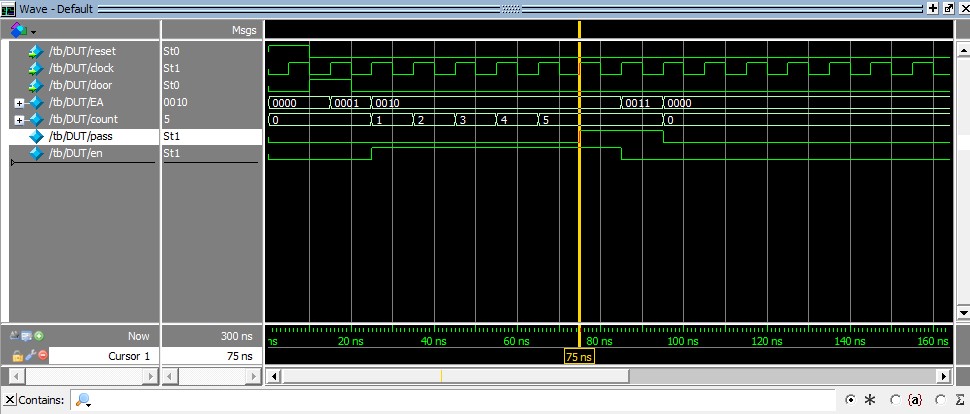 Wave - Default
Msgs
/tb/DUT/reset St0
/tb/DUT/clock St1
/tb/DUT/door St0
/tb/DUT/EA 0010 0000 0001 0010 0011 0000
/tb/DUT/count 5 0 1 2 3 4 5 0
/tb/DUT/pass St1
/tb/DUT/en St1
Now 300 ns ns 20 ns 40 ns 60 ns 80 ns 100 ns 120 ns 140 ns 160 ns
Cursor 1 75 ns 75 ns
Contains: {a} Σ